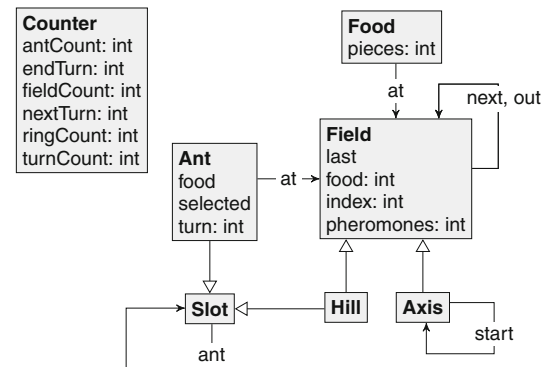 Counter
antCount: int
endTurn: int
fieldCount: int
nextTurn: int
ringCount: int
turnCount: int
Food
pieces: int
at
next, out
Field
last
food: int
index: int
pheromones: int
Ant
food
selected
turn: int
at
Slot
Hill
Axis
start
ant